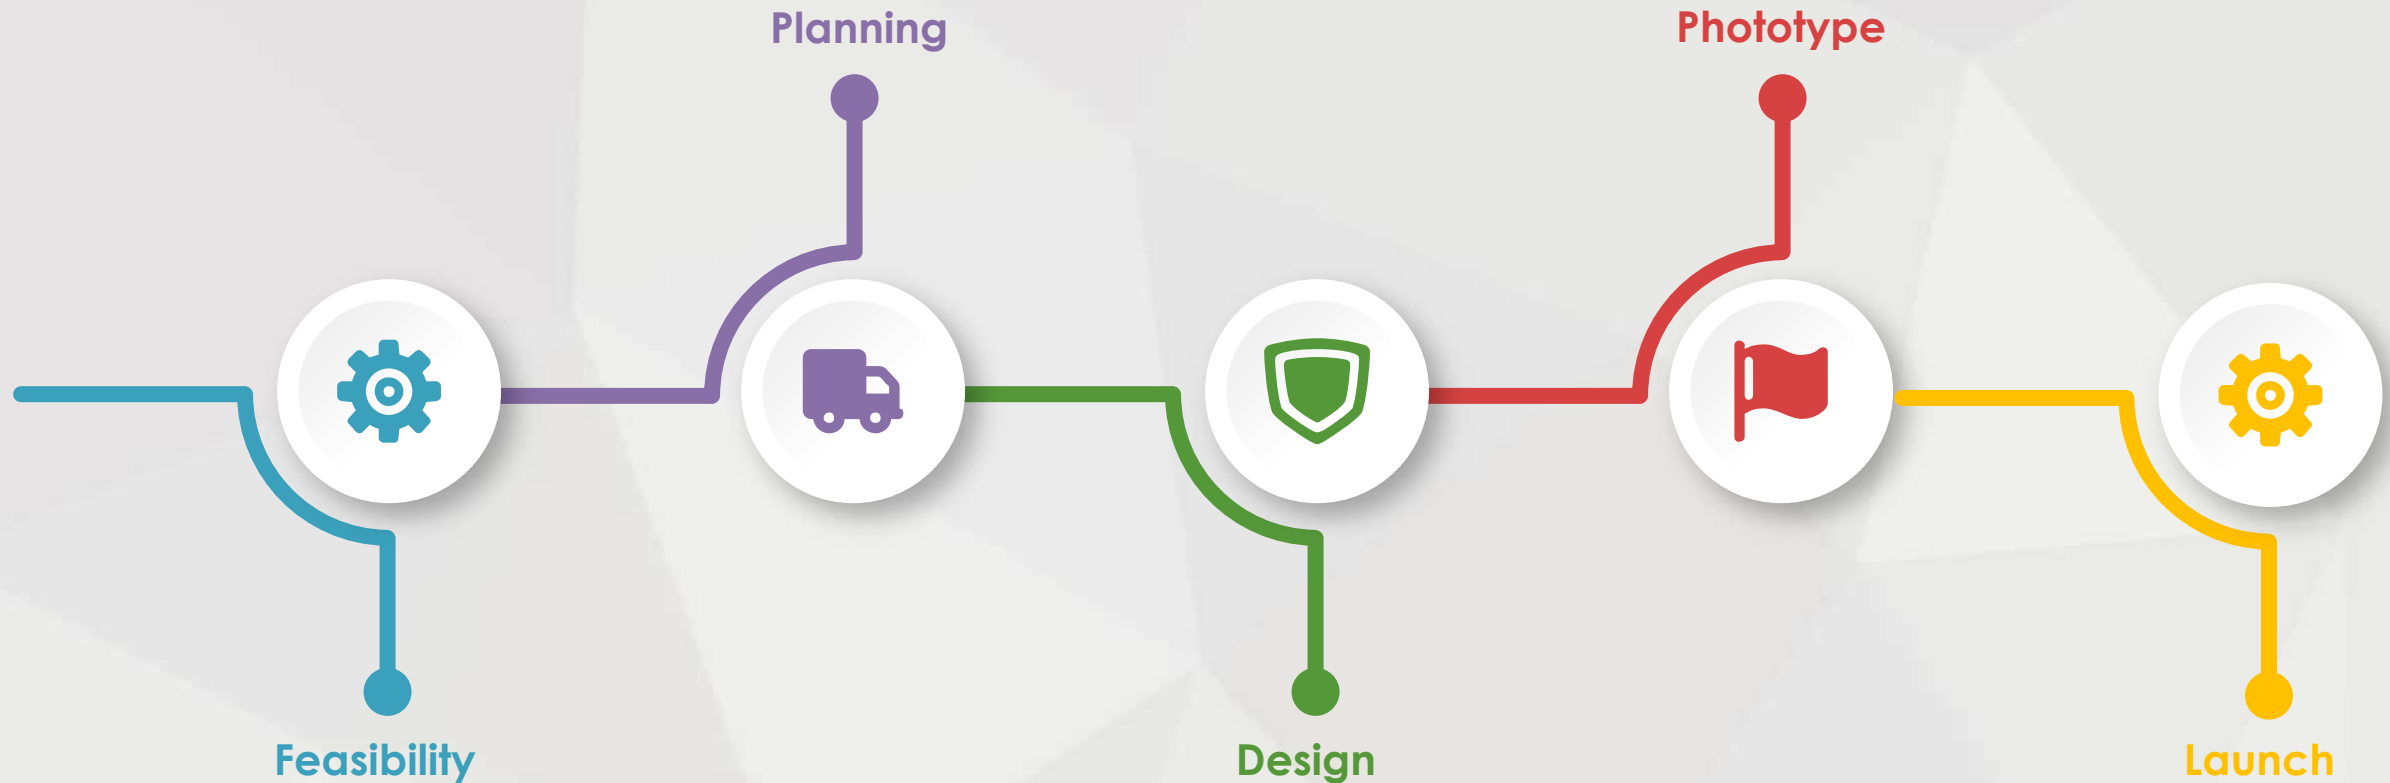 Planning
Phototype
Feasibility
Design
Launch